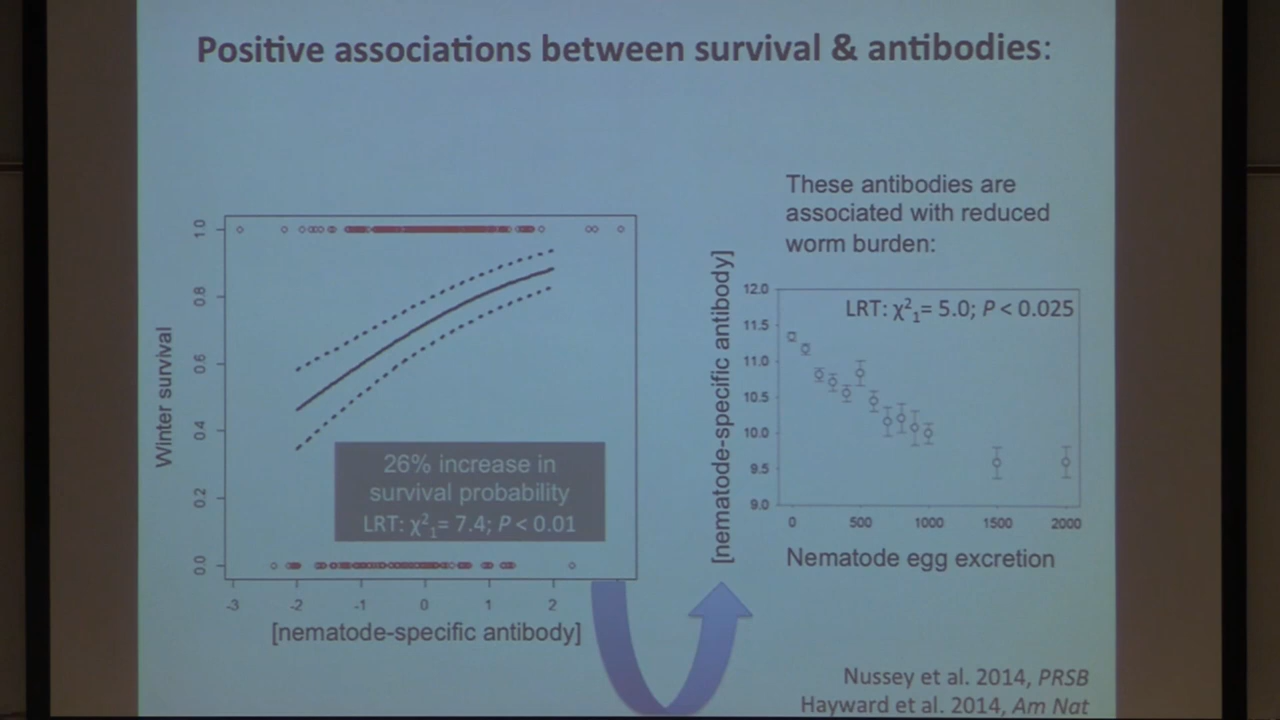 Positive associations between survival & antibodies:
These antibodies are
associated with reduced
worm burden:
Winter survival
1.0
0.8
0.6
0.4
0.2
0.0
26% increase in
survival probability
LRT: χ²₁= 7.4; P < 0.01
-3 -2 -1 0 1 2
[nematode-specific antibody]
[nematode-specific antibody]
12.0
11.5
11.0
10.5
10.0
9.5
9.0
LRT: χ²₁= 5.0; P < 0.025
0 500 1000 1500 2000
Nematode egg excretion
Nussey et al. 2014, PRSB
Hayward et al. 2014, Am Nat